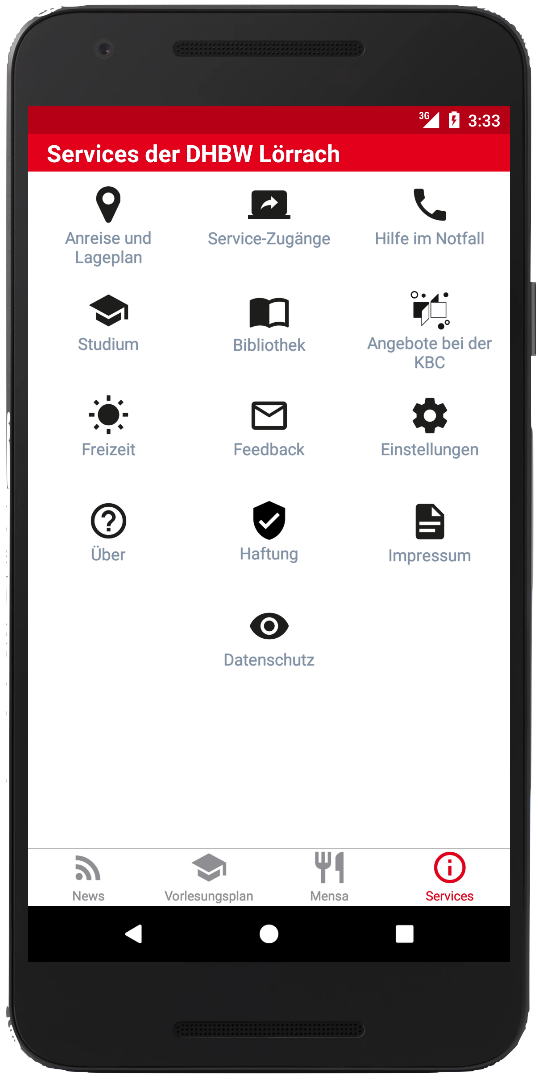 3G 3:33
Services der DHBW Lörrach
Anreise und
Lageplan
Service-Zugänge
Hilfe im Notfall
Studium
Bibliothek
Angebote bei der
KBC
Freizeit
Feedback
Einstellungen
Über
Haftung
Impressum
Datenschutz
News
Vorlesungsplan
Mensa
Services